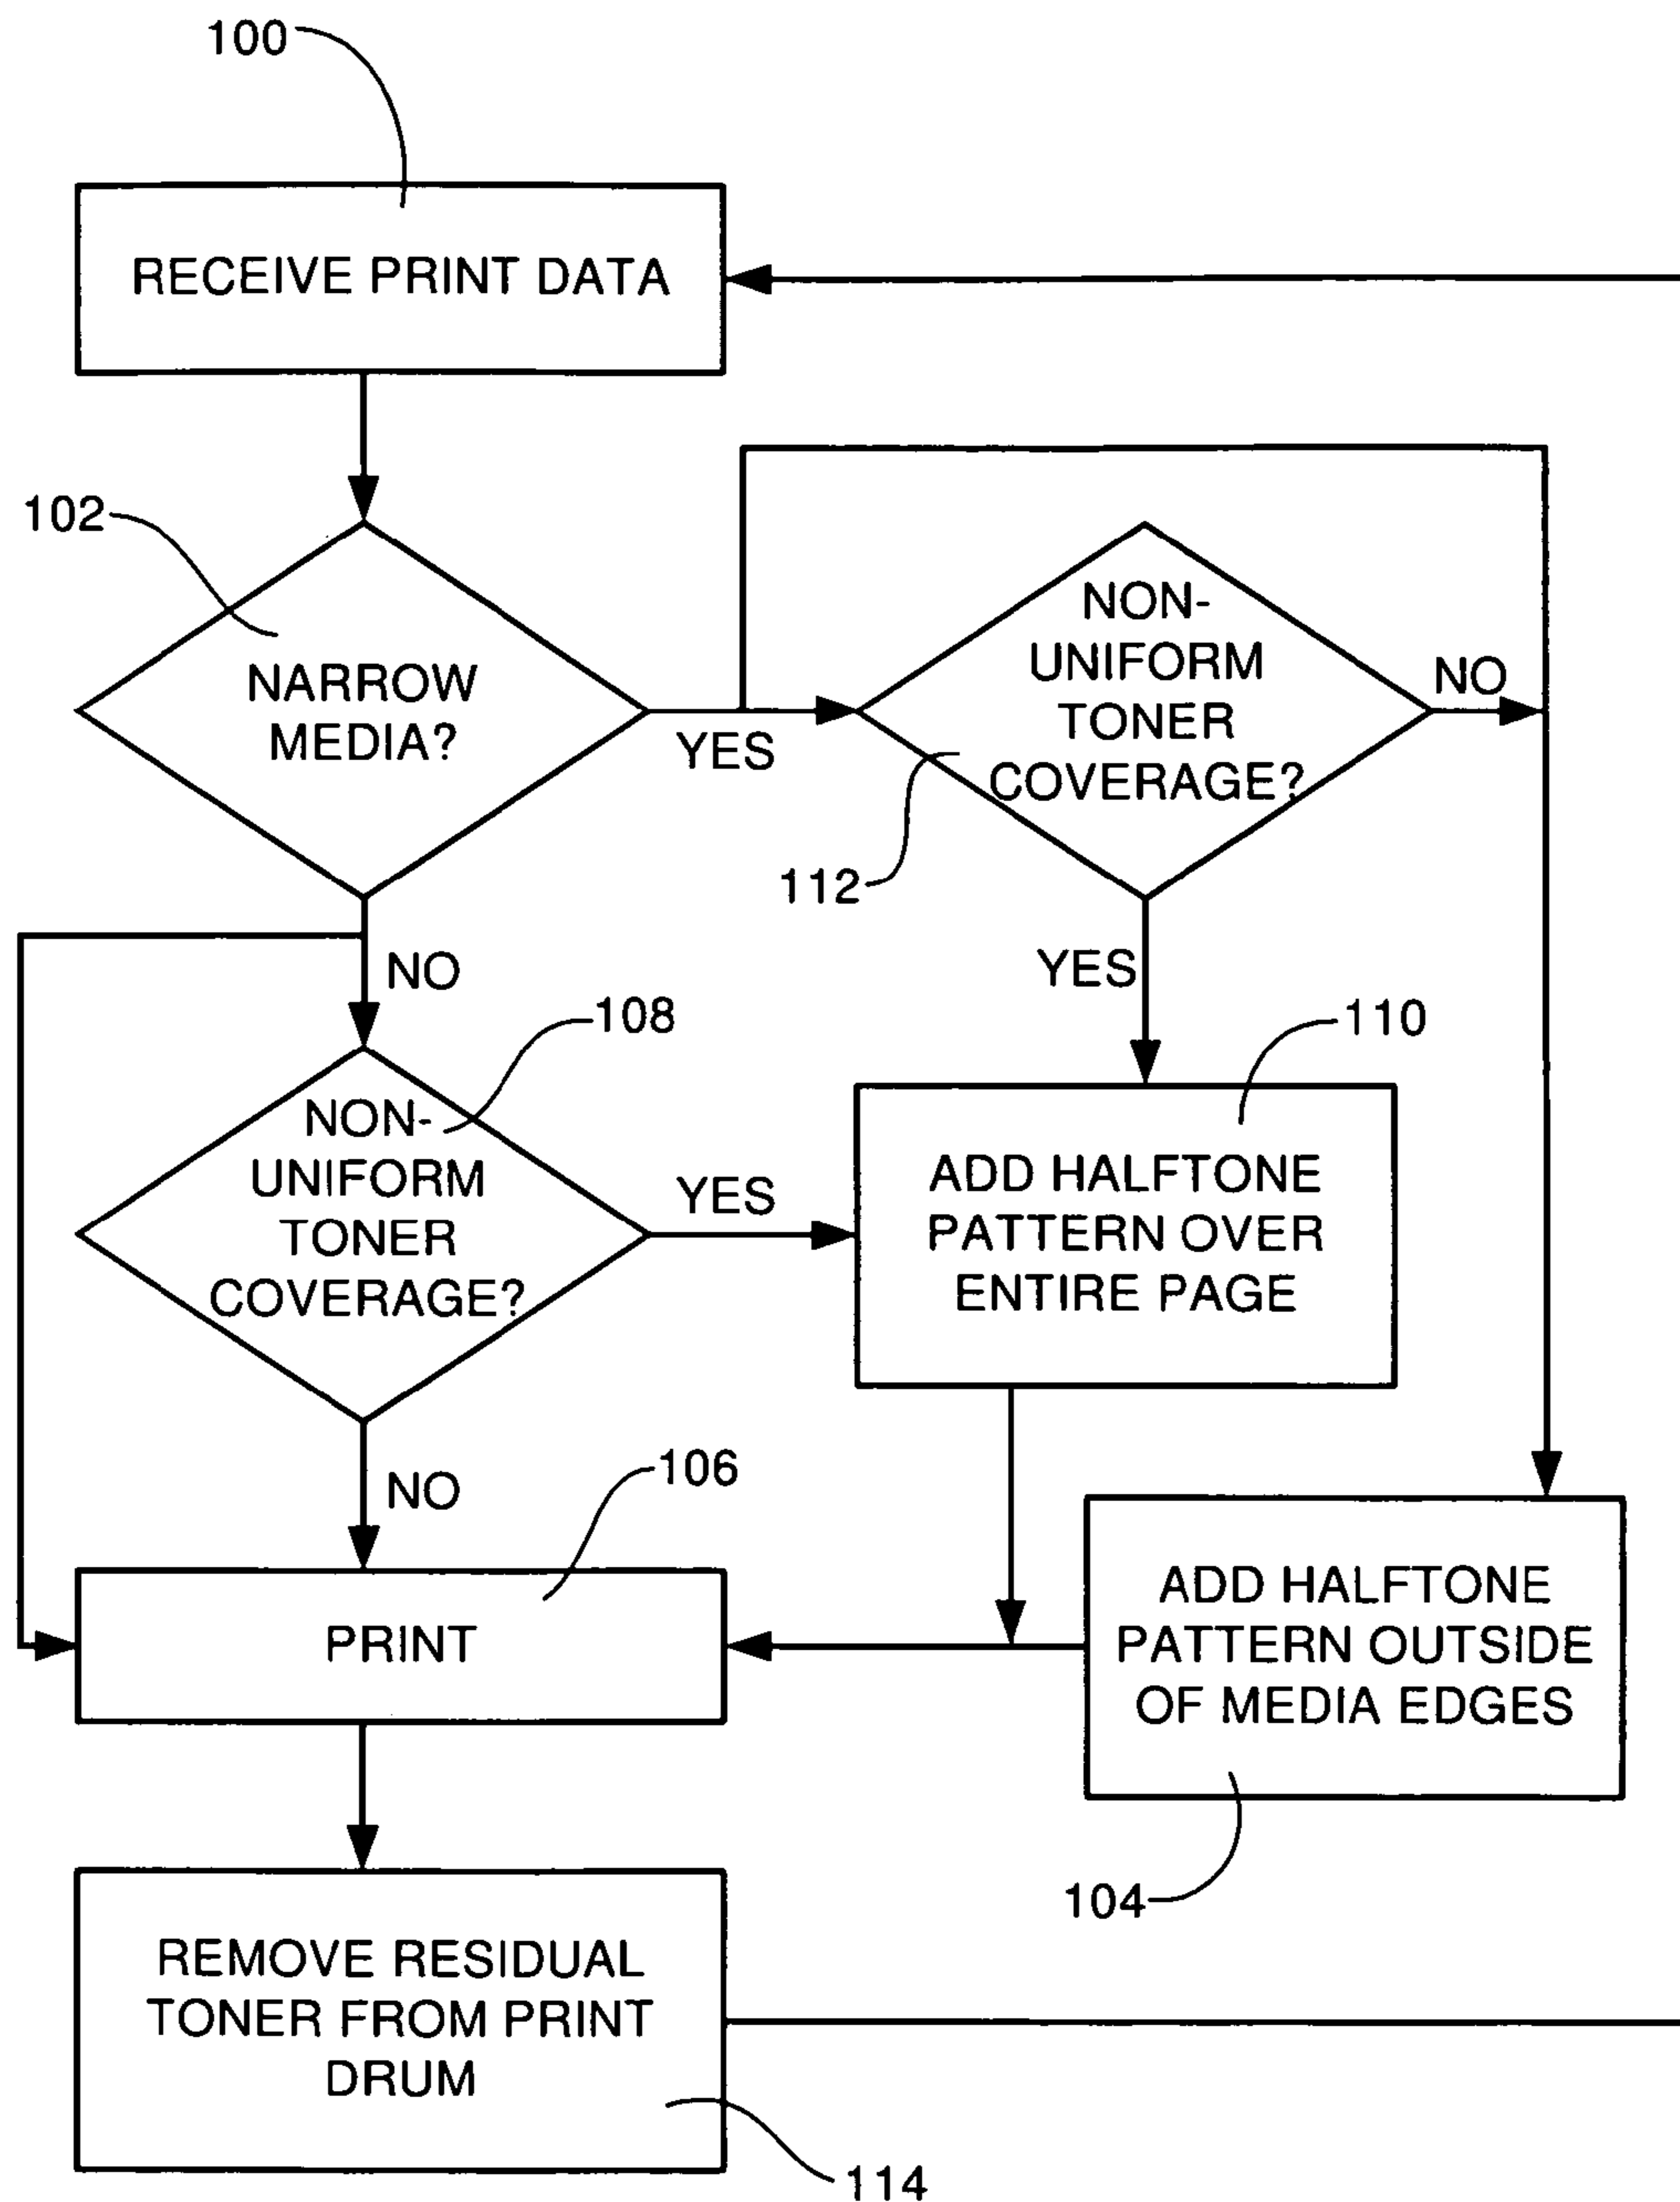 100
RECEIVE PRINT DATA
102
NARROW
MEDIA?
YES
NON-
UNIFORM
TONER
COVERAGE?
NO
112
NO
YES
108
110
NON-
UNIFORM
TONER
COVERAGE?
YES
ADD HALFTONE
PATTERN OVER
ENTIRE PAGE
NO
106
PRINT
ADD HALFTONE
PATTERN OUTSIDE
OF MEDIA EDGES
104
REMOVE RESIDUAL
TONER FROM PRINT
DRUM
114